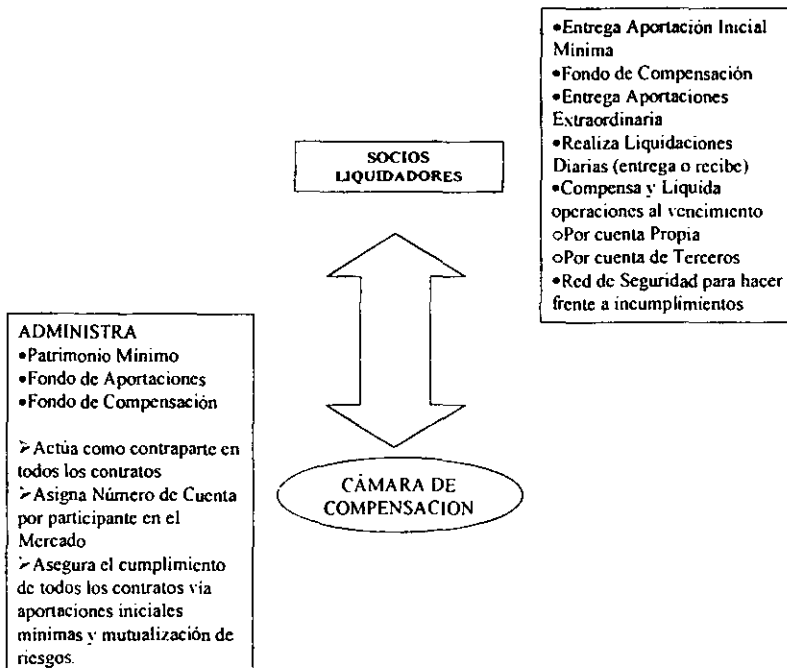 •Entrega Aportación Inicial
Mínima
•Fondo de Compensación
•Entrega Aportaciones
Extraordinaria
•Realiza Liquidaciones
Diarias (entrega o recibe)
•Compensa y Liquida
operaciones al vencimiento
oPor cuenta Propia
oPor cuenta de Terceros
•Red de Seguridad para hacer
frente a incumplimientos
SOCIOS
LIQUIDADORES
ADMINISTRA
•Patrimonio Mínimo
•Fondo de Aportaciones
•Fondo de Compensación
➢Actúa como contraparte en
todos los contratos
➢Asigna Número de Cuenta
por participante en el
Mercado
➢Asegura el cumplimiento
de todos los contratos vía
aportaciones iniciales
mínimas y mutualización de
riesgos.
CÁMARA DE
COMPENSACION